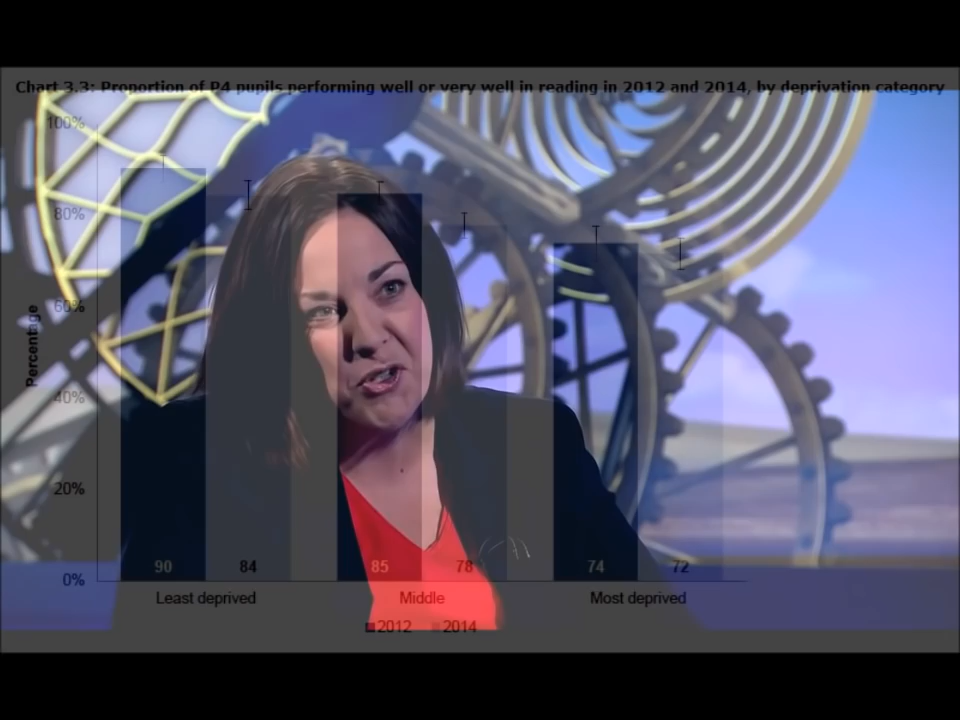 Chart 3.3: Proportion of P4 pupils performing well or very well in reading in 2012 and 2014, by deprivation category
100%
80%
60%
40%
20%
0%
Percentage
90 84 85 78 74 72
Least deprived Middle Most deprived
2012 2014